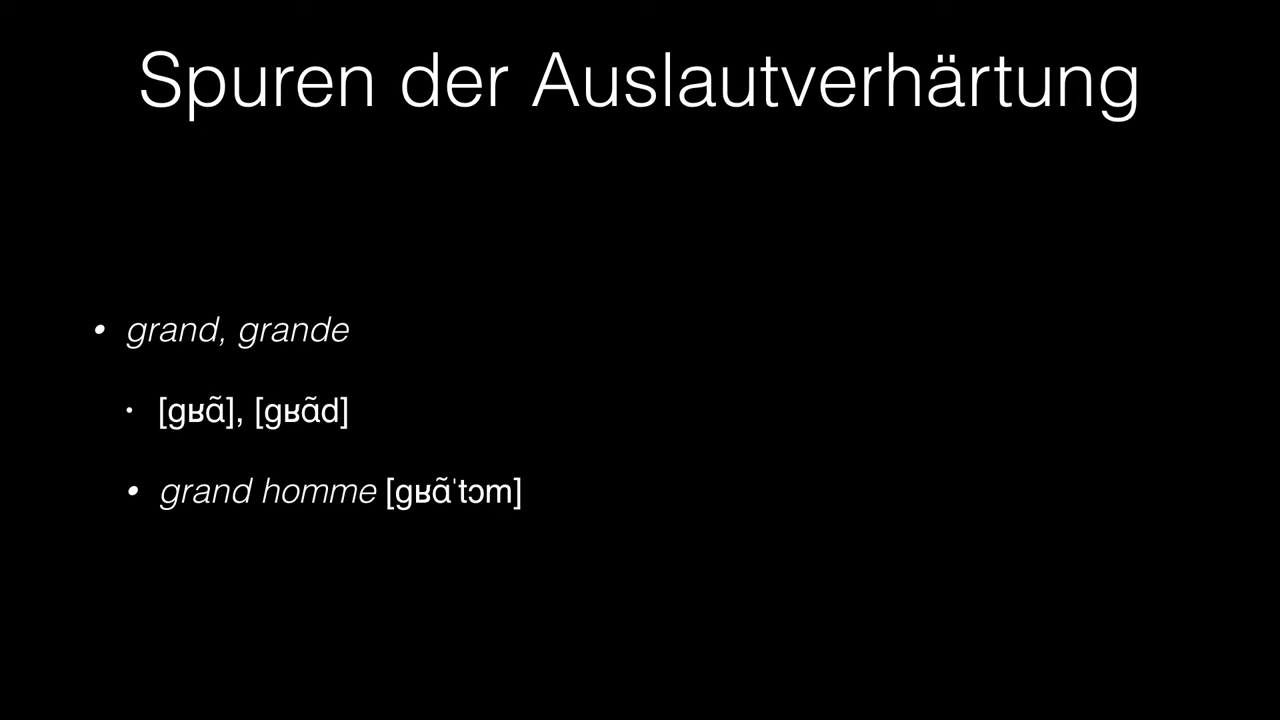 Spuren der Auslautverhärtung
• grand, grande
• [gʁɑ̃], [gʁɑ̃d]
• grand homme [gʁɑ̃ˈtɔm]